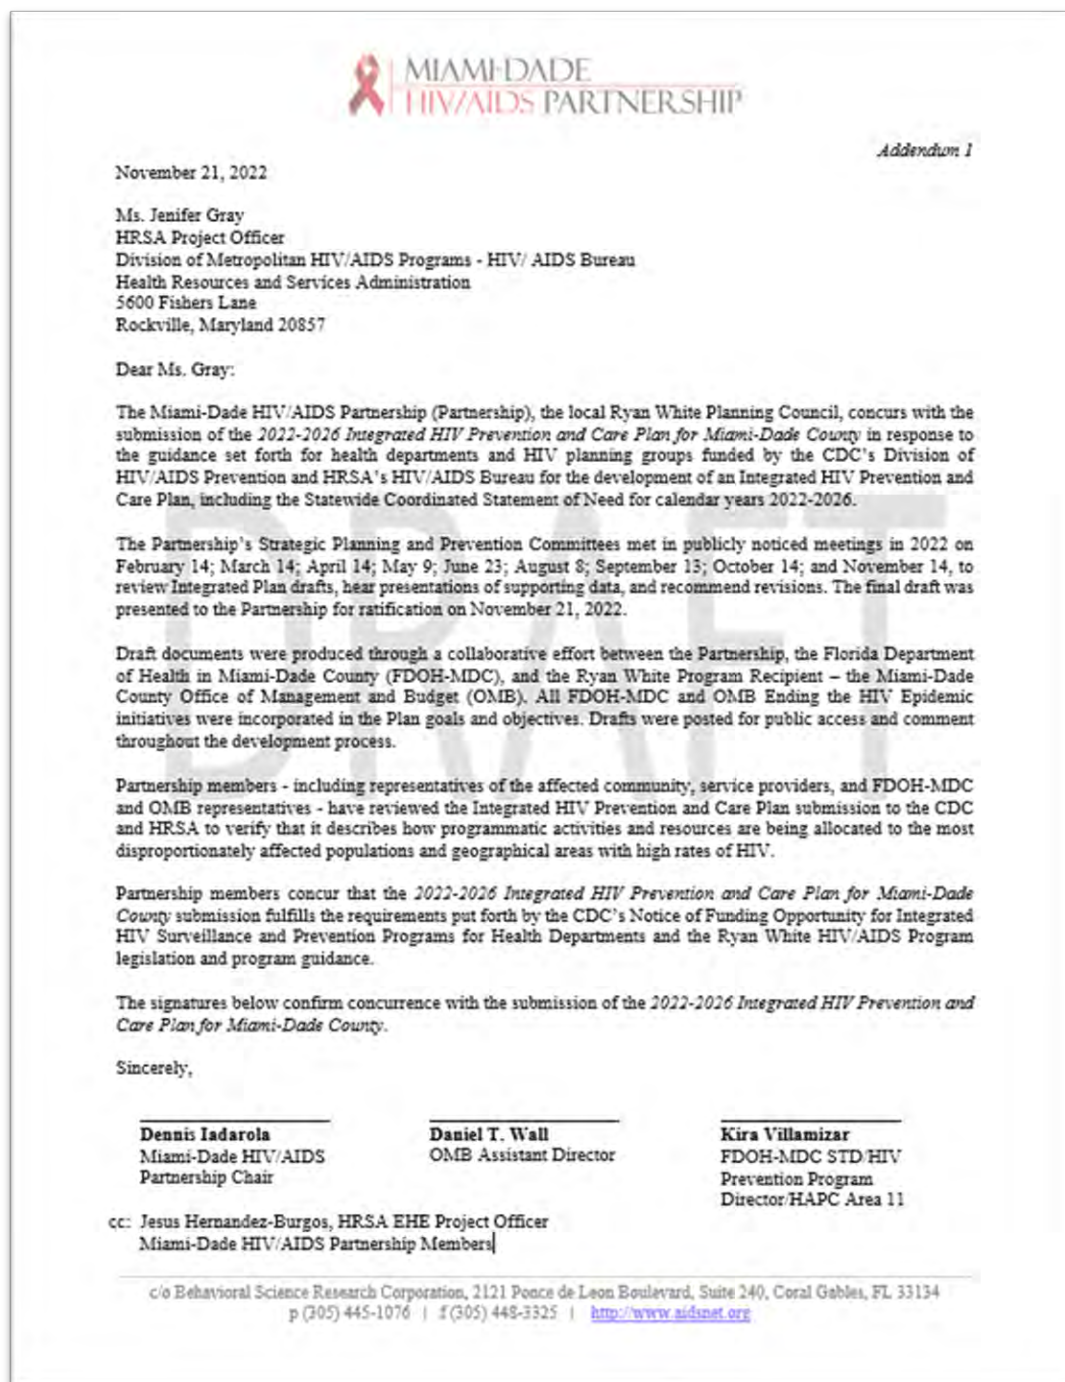 MIAMI-DADE
HIV/AIDS PARTNERSHIP
Addendum 1
November 21, 2022
Ms. Jenifer Gray
HRSA Project Officer
Division of Metropolitan HIV/AIDS Programs - HIV/ AIDS Bureau
Health Resources and Services Administration
5600 Fishers Lane
Rockville, Maryland 20857
Dear Ms. Gray:
The Miami-Dade HIV/AIDS Partnership (Partnership), the local Ryan White Planning Council, concurs with the
submission of the 2022-2026 Integrated HIV Prevention and Care Plan for Miami-Dade County in response to
the guidance set forth for health departments and HIV planning groups funded by the CDC's Division of
HIV/AIDS Prevention and HRSA's HIV/AIDS Bureau for the development of an Integrated HIV Prevention and
Care Plan, including the Statewide Coordinated Statement of Need for calendar years 2022-2026.
The Partnership's Strategic Planning and Prevention Committees met in publicly noticed meetings in 2022 on
February 14; March 14; April 14; May 9; June 23; August 8; September 13; October 14; and November 14, to
review Integrated Plan drafts, hear presentations of supporting data, and recommend revisions. The final draft was
presented to the Partnership for ratification on November 21, 2022.
Draft documents were produced through a collaborative effort between the Partnership, the Florida Department
of Health in Miami-Dade County (FDOH-MDC), and the Ryan White Program Recipient – the Miami-Dade
County Office of Management and Budget (OMB). All FDOH-MDC and OMB Ending the HIV Epidemic
initiatives were incorporated in the Plan goals and objectives. Drafts were posted for public access and comment
throughout the development process.
Partnership members - including representatives of the affected community, service providers, and FDOH-MDC
and OMB representatives - have reviewed the Integrated HIV Prevention and Care Plan submission to the CDC
and HRSA to verify that it describes how programmatic activities and resources are being allocated to the most
disproportionately affected populations and geographical areas with high rates of HIV.
Partnership members concur that the 2022-2026 Integrated HIV Prevention and Care Plan for Miami-Dade
County submission fulfills the requirements put forth by the CDC's Notice of Funding Opportunity for Integrated
HIV Surveillance and Prevention Programs for Health Departments and the Ryan White HIV/AIDS Program
legislation and program guidance.
The signatures below confirm concurrence with the submission of the 2022-2026 Integrated HIV Prevention and
Care Plan for Miami-Dade County.
Sincerely,
Dennis Iadarola
Miami-Dade HIV/AIDS
Partnership Chair
Daniel T. Wall
OMB Assistant Director
Kira Villamizar
FDOH-MDC STD/HIV
Prevention Program
Director/HAPC Area 11
cc: Jesus Hernandez-Burgos, HRSA EHE Project Officer
Miami-Dade HIV/AIDS Partnership Members
c/o Behavioral Science Research Corporation, 2121 Ponce de Leon Boulevard, Suite 240, Coral Gables, FL 33134
p (305) 445-1076 | f (305) 448-3325 | http://www.aidsnet.org
DRAFT